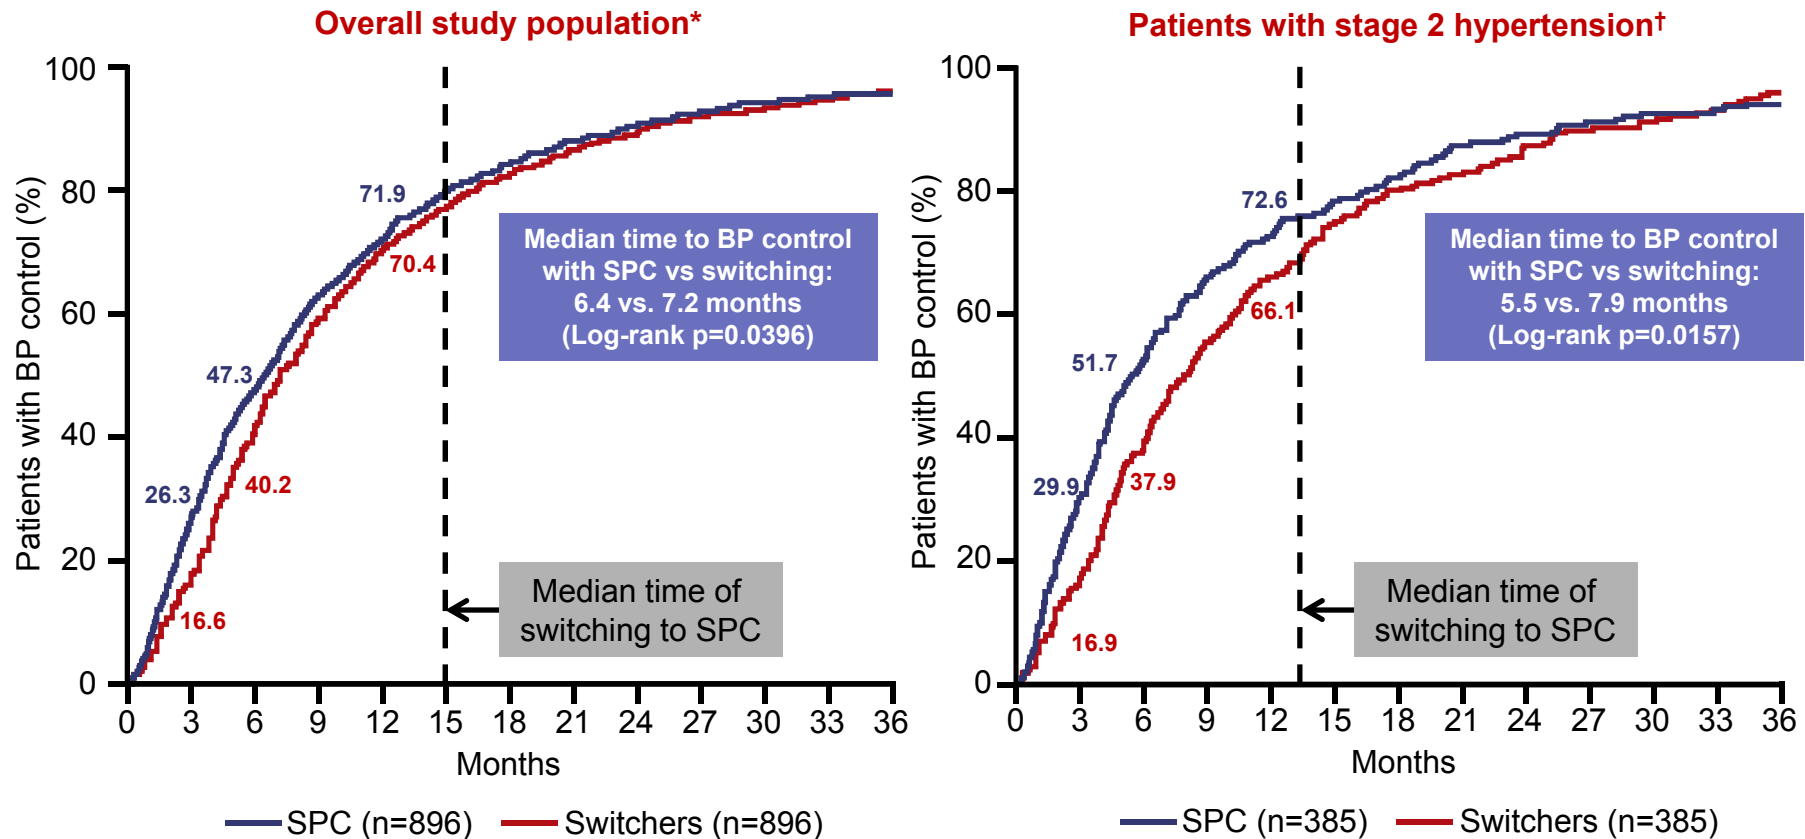 Overall study population*
Patients with BP control (%)
100
80
60
40
20
0
71.9
70.4
47.3
40.2
26.3
16.6
Median time to BP control
with SPC vs switching:
6.4 vs. 7.2 months
(Log-rank p=0.0396)
Median time of
switching to SPC
0 3 6 9 12 15 18 21 24 27 30 33 36
Months
SPC (n=896) Switchers (n=896)
Patients with stage 2 hypertension†
Patients with BP control (%)
100
80
60
40
20
0
72.6
66.1
51.7
37.9
29.9
16.9
Median time to BP control
with SPC vs switching:
5.5 vs. 7.9 months
(Log-rank p=0.0157)
Median time of
switching to SPC
0 3 6 9 12 15 18 21 24 27 30 33 36
Months
SPC (n=385) Switchers (n=385)